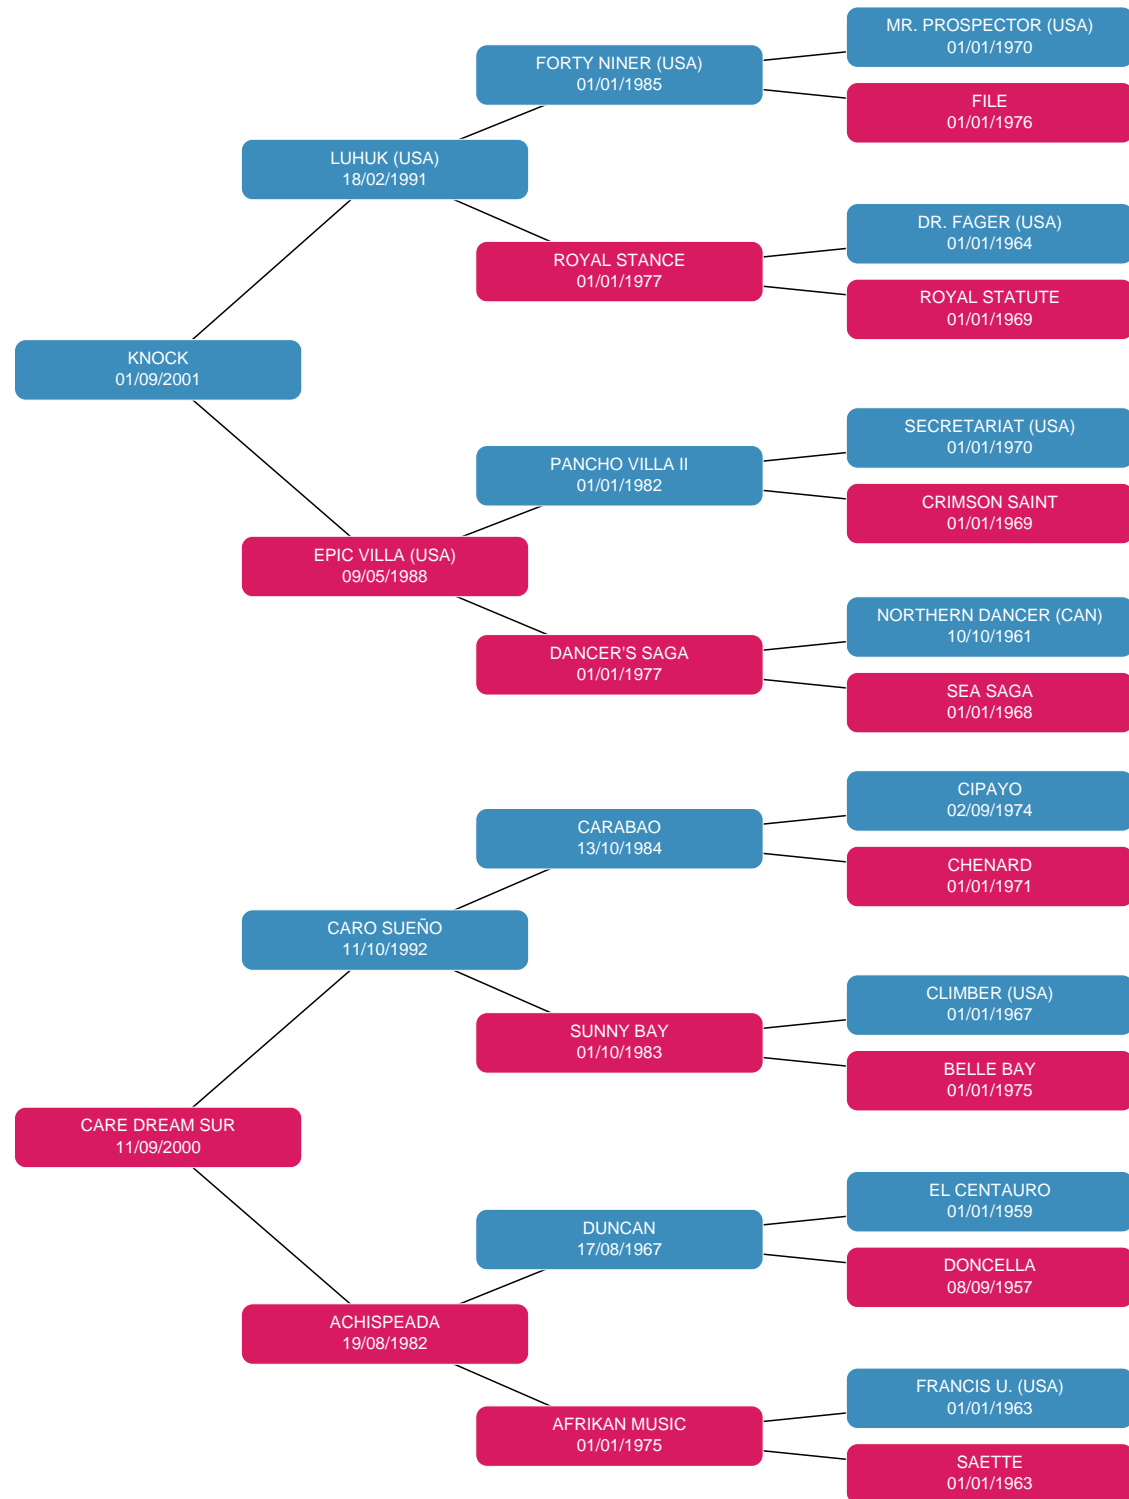 MR. PROSPECTOR (USA)
01/01/1970
FORTY NINER (USA)
01/01/1985
FILE
01/01/1976
LUHUK (USA)
18/02/1991
DR. FAGER (USA)
01/01/1964
ROYAL STANCE
01/01/1977
ROYAL STATUTE
01/01/1969
KNOCK
01/09/2001
SECRETARIAT (USA)
01/01/1970
PANCHO VILLA II
01/01/1982
CRIMSON SAINT
01/01/1969
EPIC VILLA (USA)
09/05/1988
NORTHERN DANCER (CAN)
10/10/1961
DANCER'S SAGA
01/01/1977
SEA SAGA
01/01/1968
CIPAYO
02/09/1974
CARABAO
13/10/1984
CHENARD
01/01/1971
CARO SUEÑO
11/10/1992
CLIMBER (USA)
01/01/1967
SUNNY BAY
01/10/1983
BELLE BAY
01/01/1975
CARE DREAM SUR
11/09/2000
EL CENTAURO
01/01/1959
DUNCAN
17/08/1967
DONCELLA
08/09/1957
ACHISPEADA
19/08/1982
FRANCIS U. (USA)
01/01/1963
AFRIKAN MUSIC
01/01/1975
SAETTE
01/01/1963